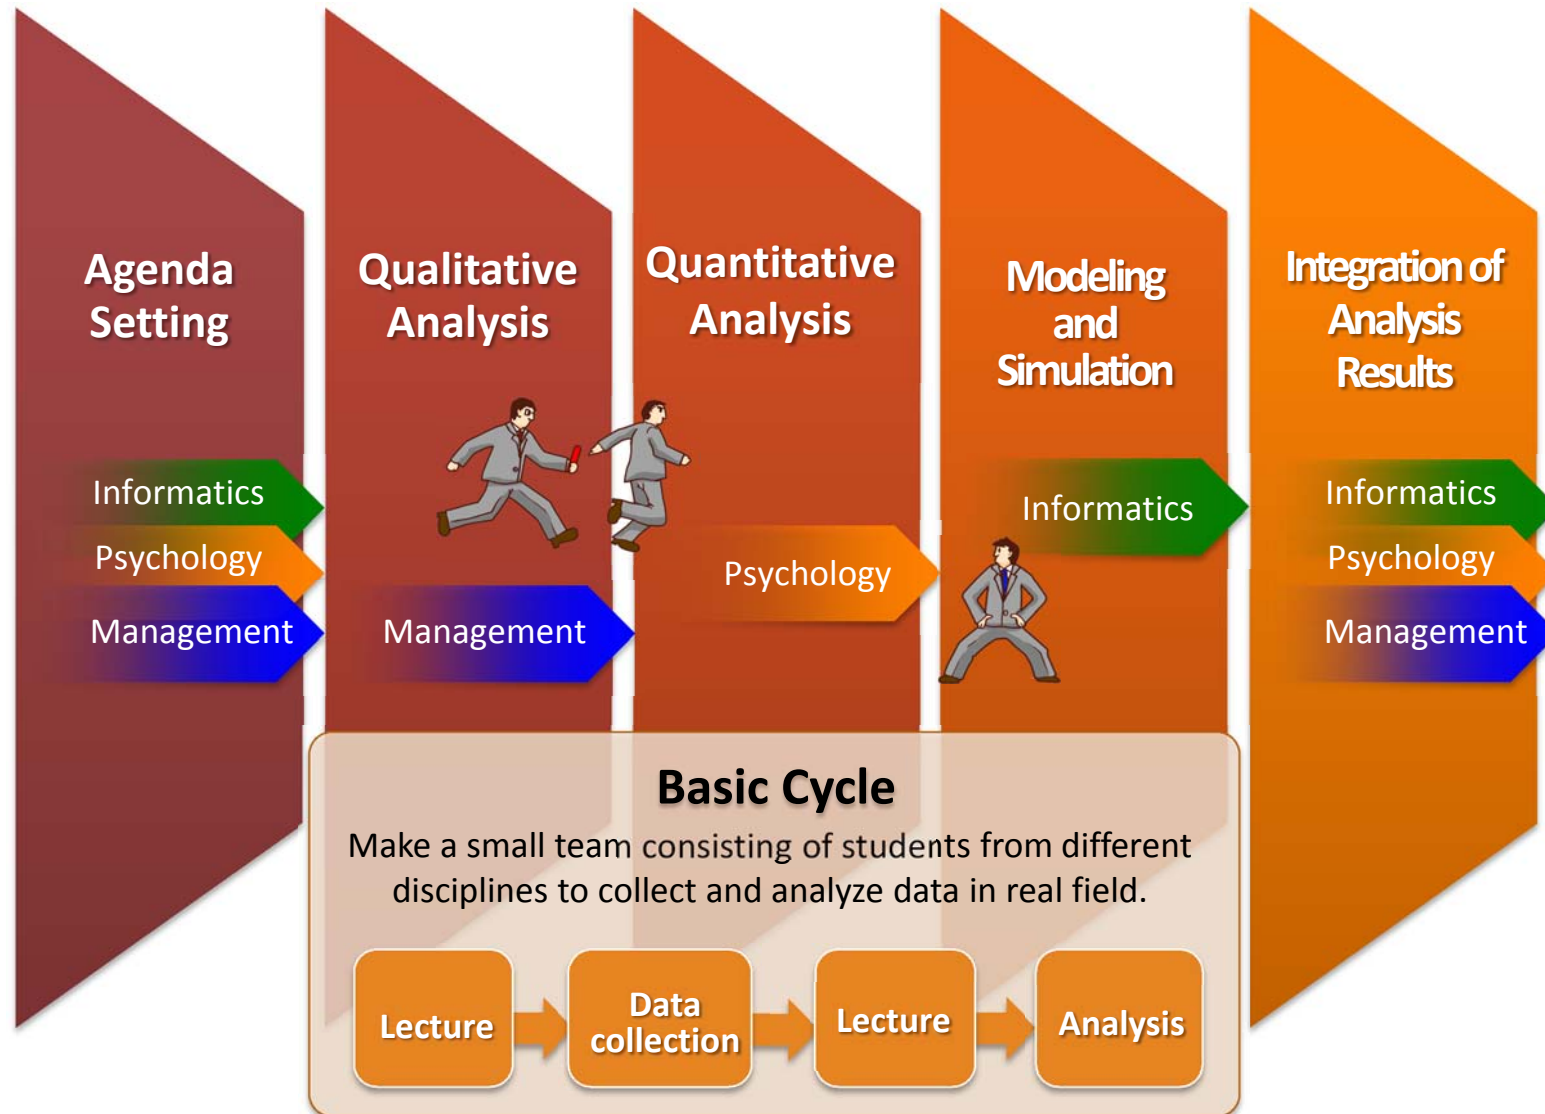 Agenda
Setting
Informatics
Psychology
Management
Qualitative
Analysis
Management
Quantitative
Analysis
Psychology
Modeling
and
Simulation
Informatics
Integration of
Analysis
Results
Informatics
Psychology
Management
Basic Cycle
Make a small team consisting of students from different
disciplines to collect and analyze data in real field.
Lecture
Data
collection
Lecture
Analysis